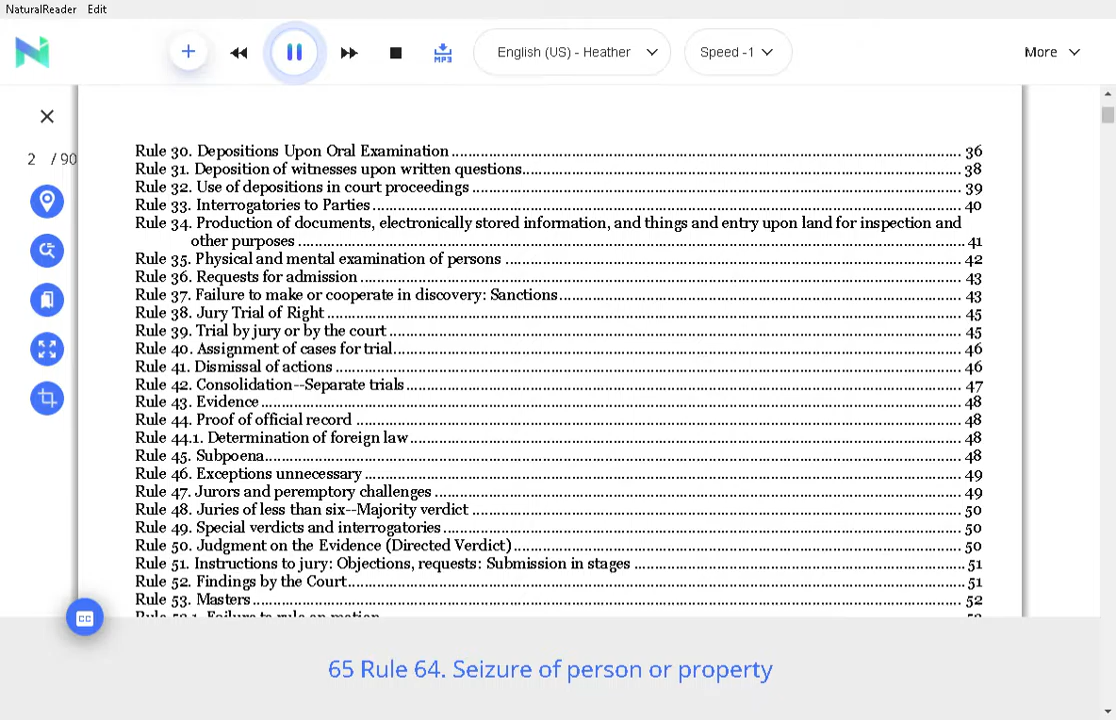 NaturalReader Edit
MP3
English (US) - Heather
Speed -1
More
2 / 90
Rule 30. Depositions Upon Oral Examination 36
Rule 31. Deposition of witnesses upon written questions 38
Rule 32. Use of depositions in court proceedings 39
Rule 33. Interrogatories to Parties 40
Rule 34. Production of documents, electronically stored information, and things and entry upon land for inspection and
other purposes 41
Rule 35. Physical and mental examination of persons 42
Rule 36. Requests for admission 43
Rule 37. Failure to make or cooperate in discovery: Sanctions 43
Rule 38. Jury Trial of Right 45
Rule 39. Trial by jury or by the court 45
Rule 40. Assignment of cases for trial 46
Rule 41. Dismissal of actions 46
Rule 42. Consolidation--Separate trials 47
Rule 43. Evidence 48
Rule 44. Proof of official record 48
Rule 44.1. Determination of foreign law 48
Rule 45. Subpoena 48
Rule 46. Exceptions unnecessary 49
Rule 47. Jurors and peremptory challenges 49
Rule 48. Juries of less than six--Majority verdict 50
Rule 49. Special verdicts and interrogatories 50
Rule 50. Judgment on the Evidence (Directed Verdict) 50
Rule 51. Instructions to jury: Objections, requests: Submission in stages 51
Rule 52. Findings by the Court 51
Rule 53. Masters 52
CC
65 Rule 64. Seizure of person or property